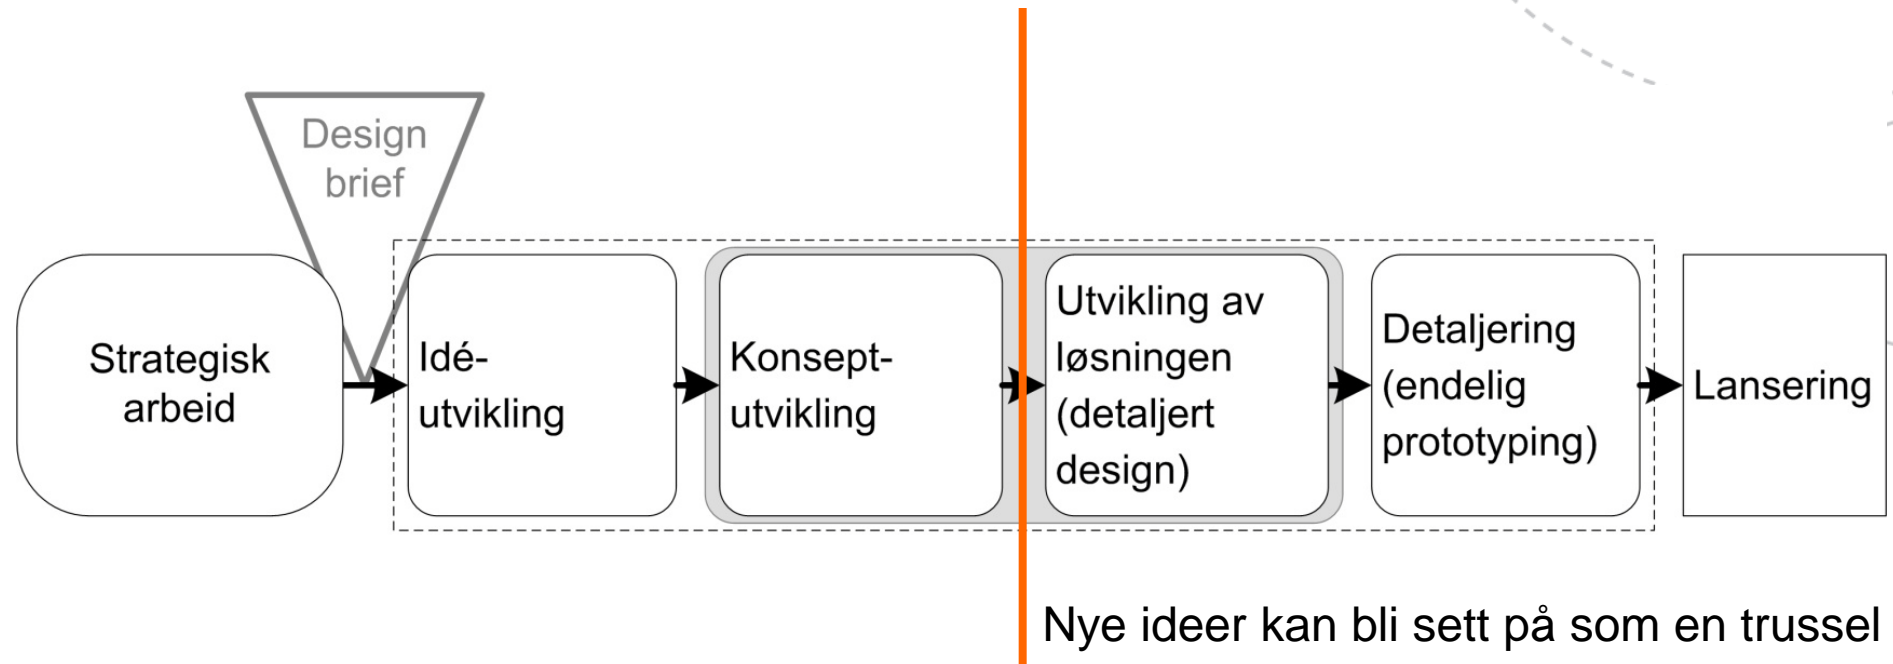 Design
brief
Strategisk
arbeid
Idé-
utvikling
Konsept-
utvikling
Utvikling av
løsningen
(detaljert
design)
Detaljering
(endelig
prototyping)
Lansering
Nye ideer kan bli sett på som en trussel